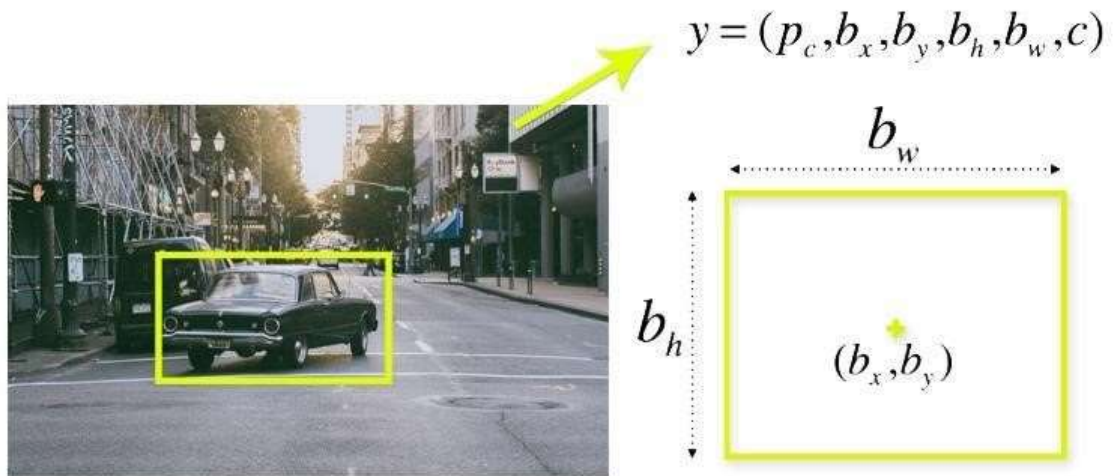 y = (p_c, b_x, b_y, b_h, b_w, c)
b_w
b_h
(b_x, b_y)